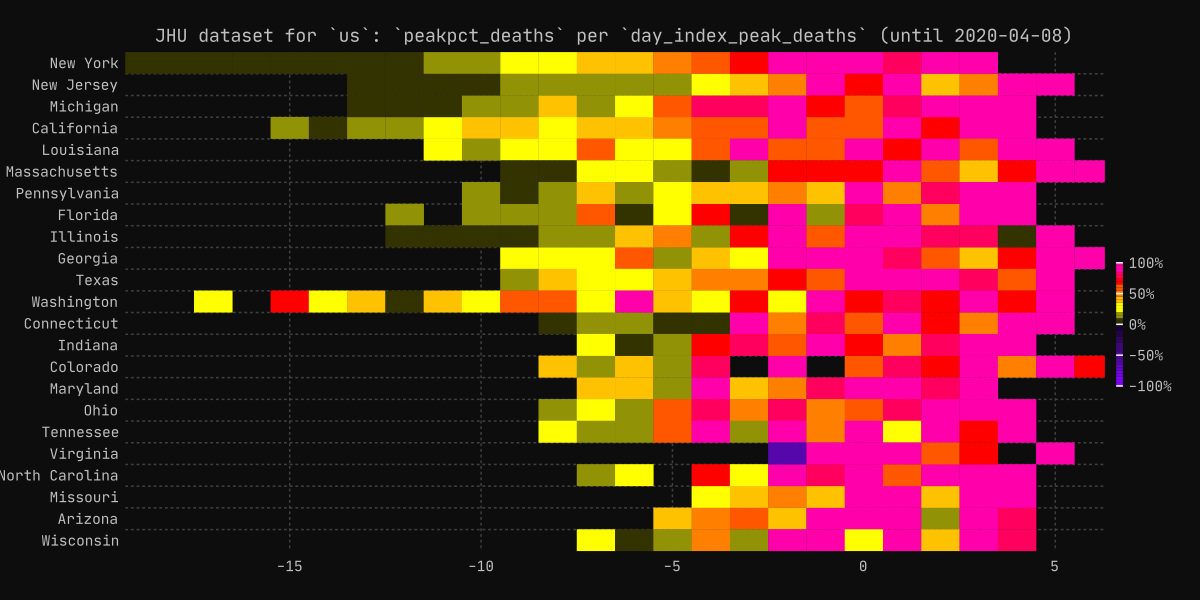 JHU dataset for `us`: `peakpct_deaths` per `day_index_peak_deaths` (until 2020-04-08)
New York
New Jersey
Michigan
California
Louisiana
Massachusetts
Pennsylvania
Florida
Illinois
Georgia
Texas
Washington
Connecticut
Indiana
Colorado
Maryland
Ohio
Tennessee
Virginia
North Carolina
Missouri
Arizona
Wisconsin
-15 -10 -5 0 5
100%
50%
0%
-50%
-100%